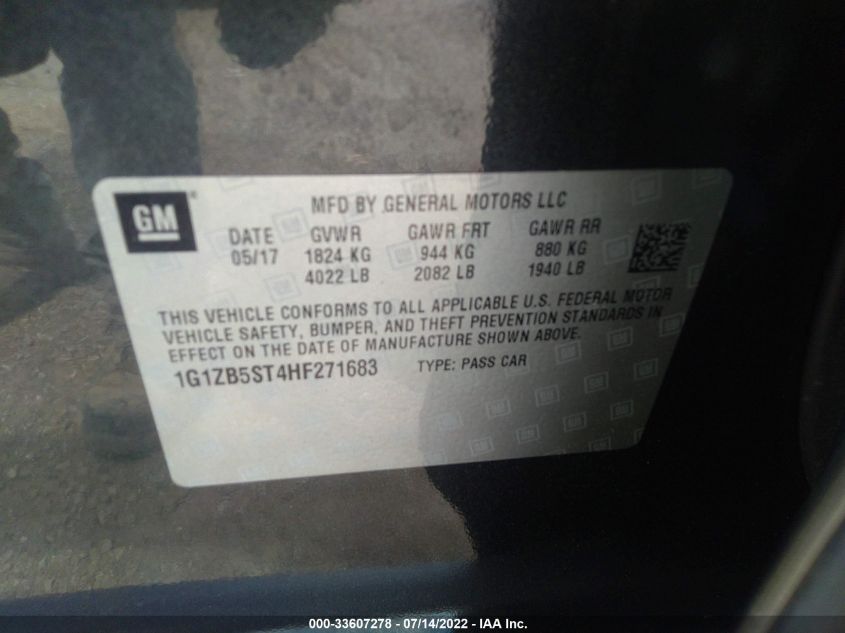 GM
MFD BY GENERAL MOTORS LLC
DATE GVWR GAWR FRT GAWR RR
05/17 1824 KG 944 KG 880 KG
4022 LB 2082 LB 1940 LB
THIS VEHICLE CONFORMS TO ALL APPLICABLE U.S. FEDERAL MOTOR
VEHICLE SAFETY, BUMPER, AND THEFT PREVENTION STANDARDS IN
EFFECT ON THE DATE OF MANUFACTURE SHOWN ABOVE.
1G1ZB5ST4HF271683 TYPE: PASS CAR
000-33607278 - 07/14/2022 - IAA Inc.